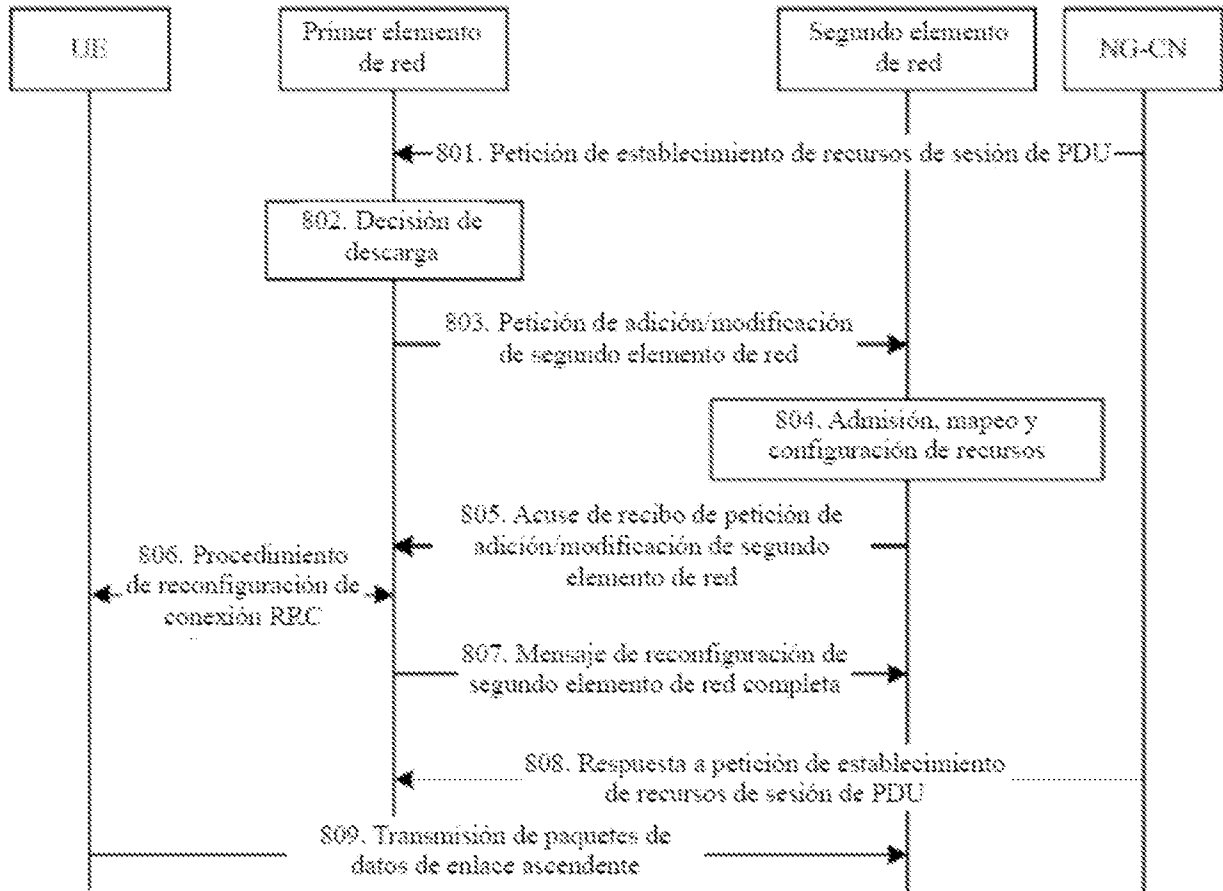 UE
Primer elemento
de red
Segundo elemento
de red
NG-CN
801. Petición de establecimiento de recursos de sesión de PDU
802. Decisión de
descarga
803. Petición de adición/modificación
de segundo elemento de red
804. Admisión, mapeo y
configuración de recursos
805. Acuse de recibo de petición de
adición/modificación de segundo
elemento de red
806. Procedimiento
de reconfiguración de
conexión RRC
807. Mensaje de reconfiguración de
segundo elemento de red completa
808. Respuesta a petición de establecimiento
de recursos de sesión de PDU
809. Transmisión de paquetes de
datos de enlace ascendente